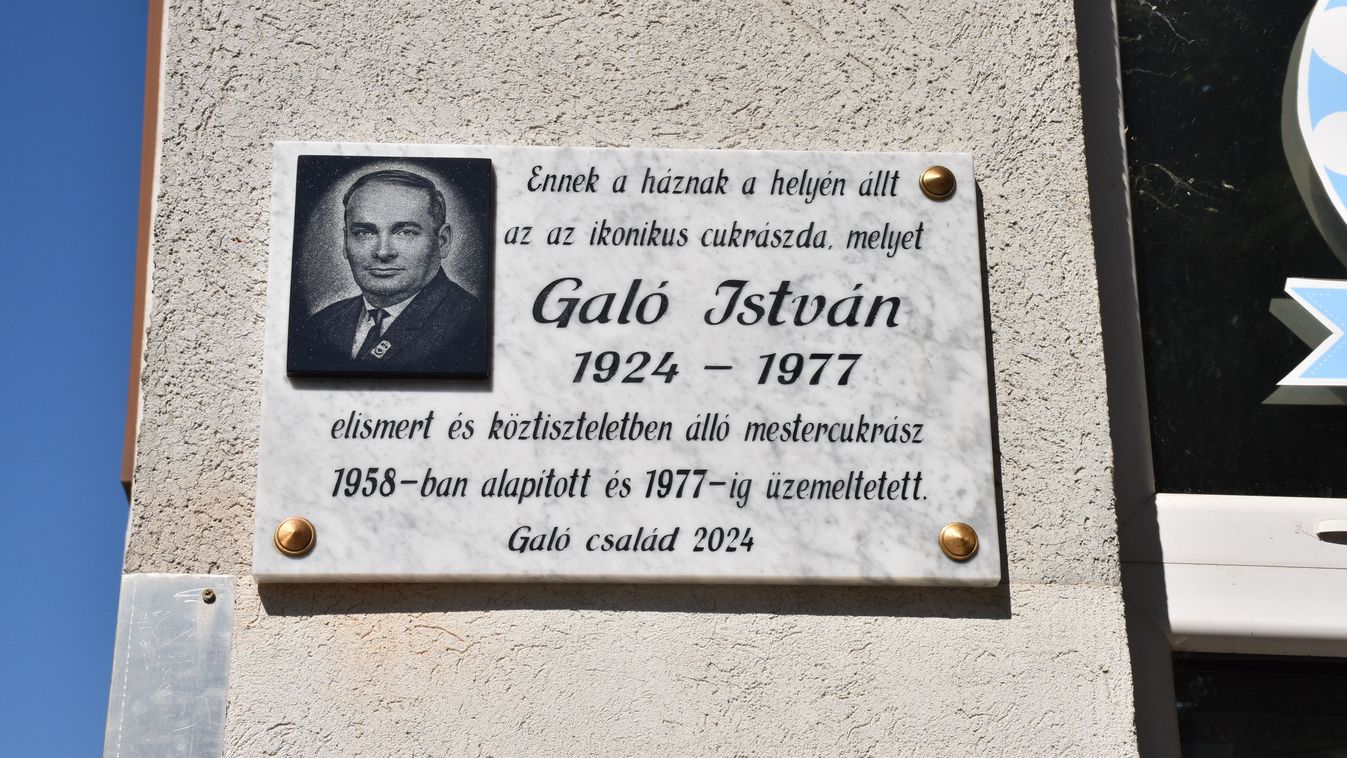 Ennek a háznak a helyén állt
az az ikonikus cukrászda, melyet
Galó István
1924 – 1977
elismert és köztiszteletben álló mestercukrász
1958-ban alapított és 1977-ig üzemeltetett.
Galó család 2024